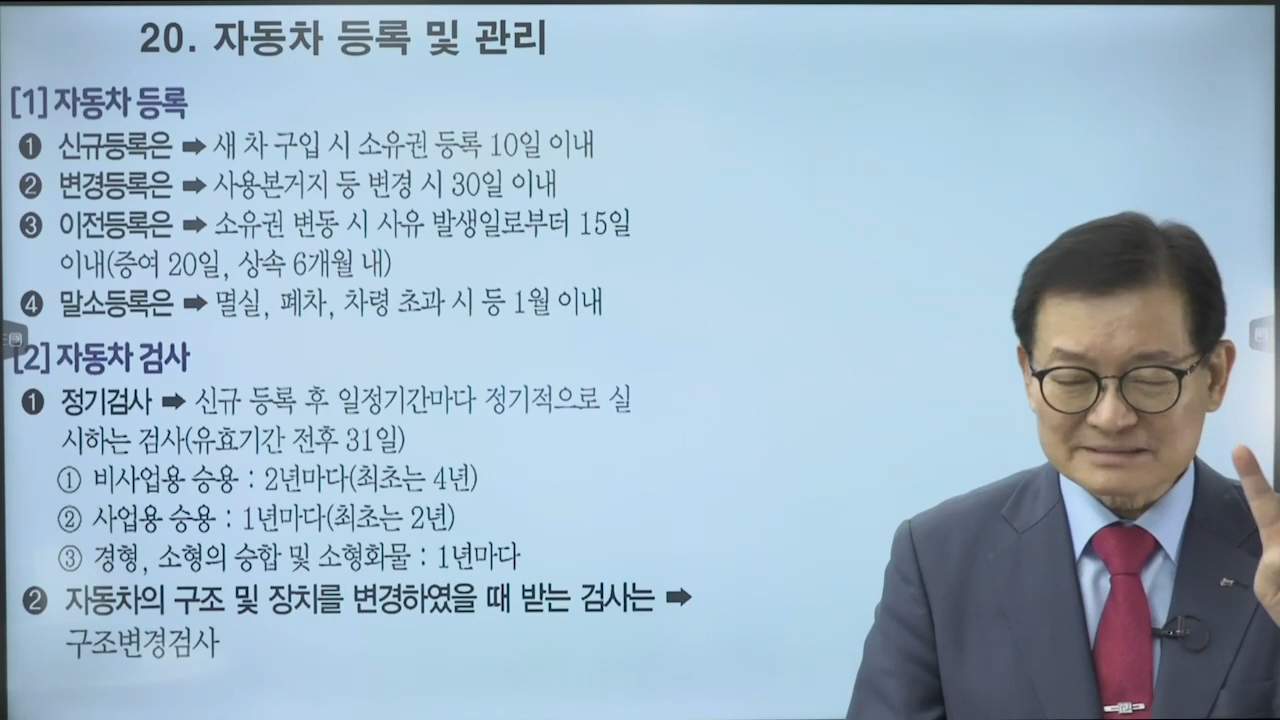 20. 자동차 등록 및 관리
[1] 자동차 등록
❶ 신규등록은 ➡ 새 차 구입 시 소유권 등록 10일 이내
❷ 변경등록은 ➡ 사용본거지 등 변경 시 30일 이내
❸ 이전등록은 ➡ 소유권 변동 시 사유 발생일로부터 15일
이내(증여 20일, 상속 6개월 내)
❹ 말소등록은 ➡ 멸실, 폐차, 차령 초과 시 등 1월 이내
[2] 자동차 검사
❶ 정기검사 ➡ 신규 등록 후 일정기간마다 정기적으로 실
시하는 검사(유효기간 전후 31일)
① 비사업용 승용 : 2년마다(최초는 4년)
② 사업용 승용 : 1년마다(최초는 2년)
③ 경형, 소형의 승합 및 소형화물 : 1년마다
❷ 자동차의 구조 및 장치를 변경하였을 때 받는 검사는 ➡
구조변경검사